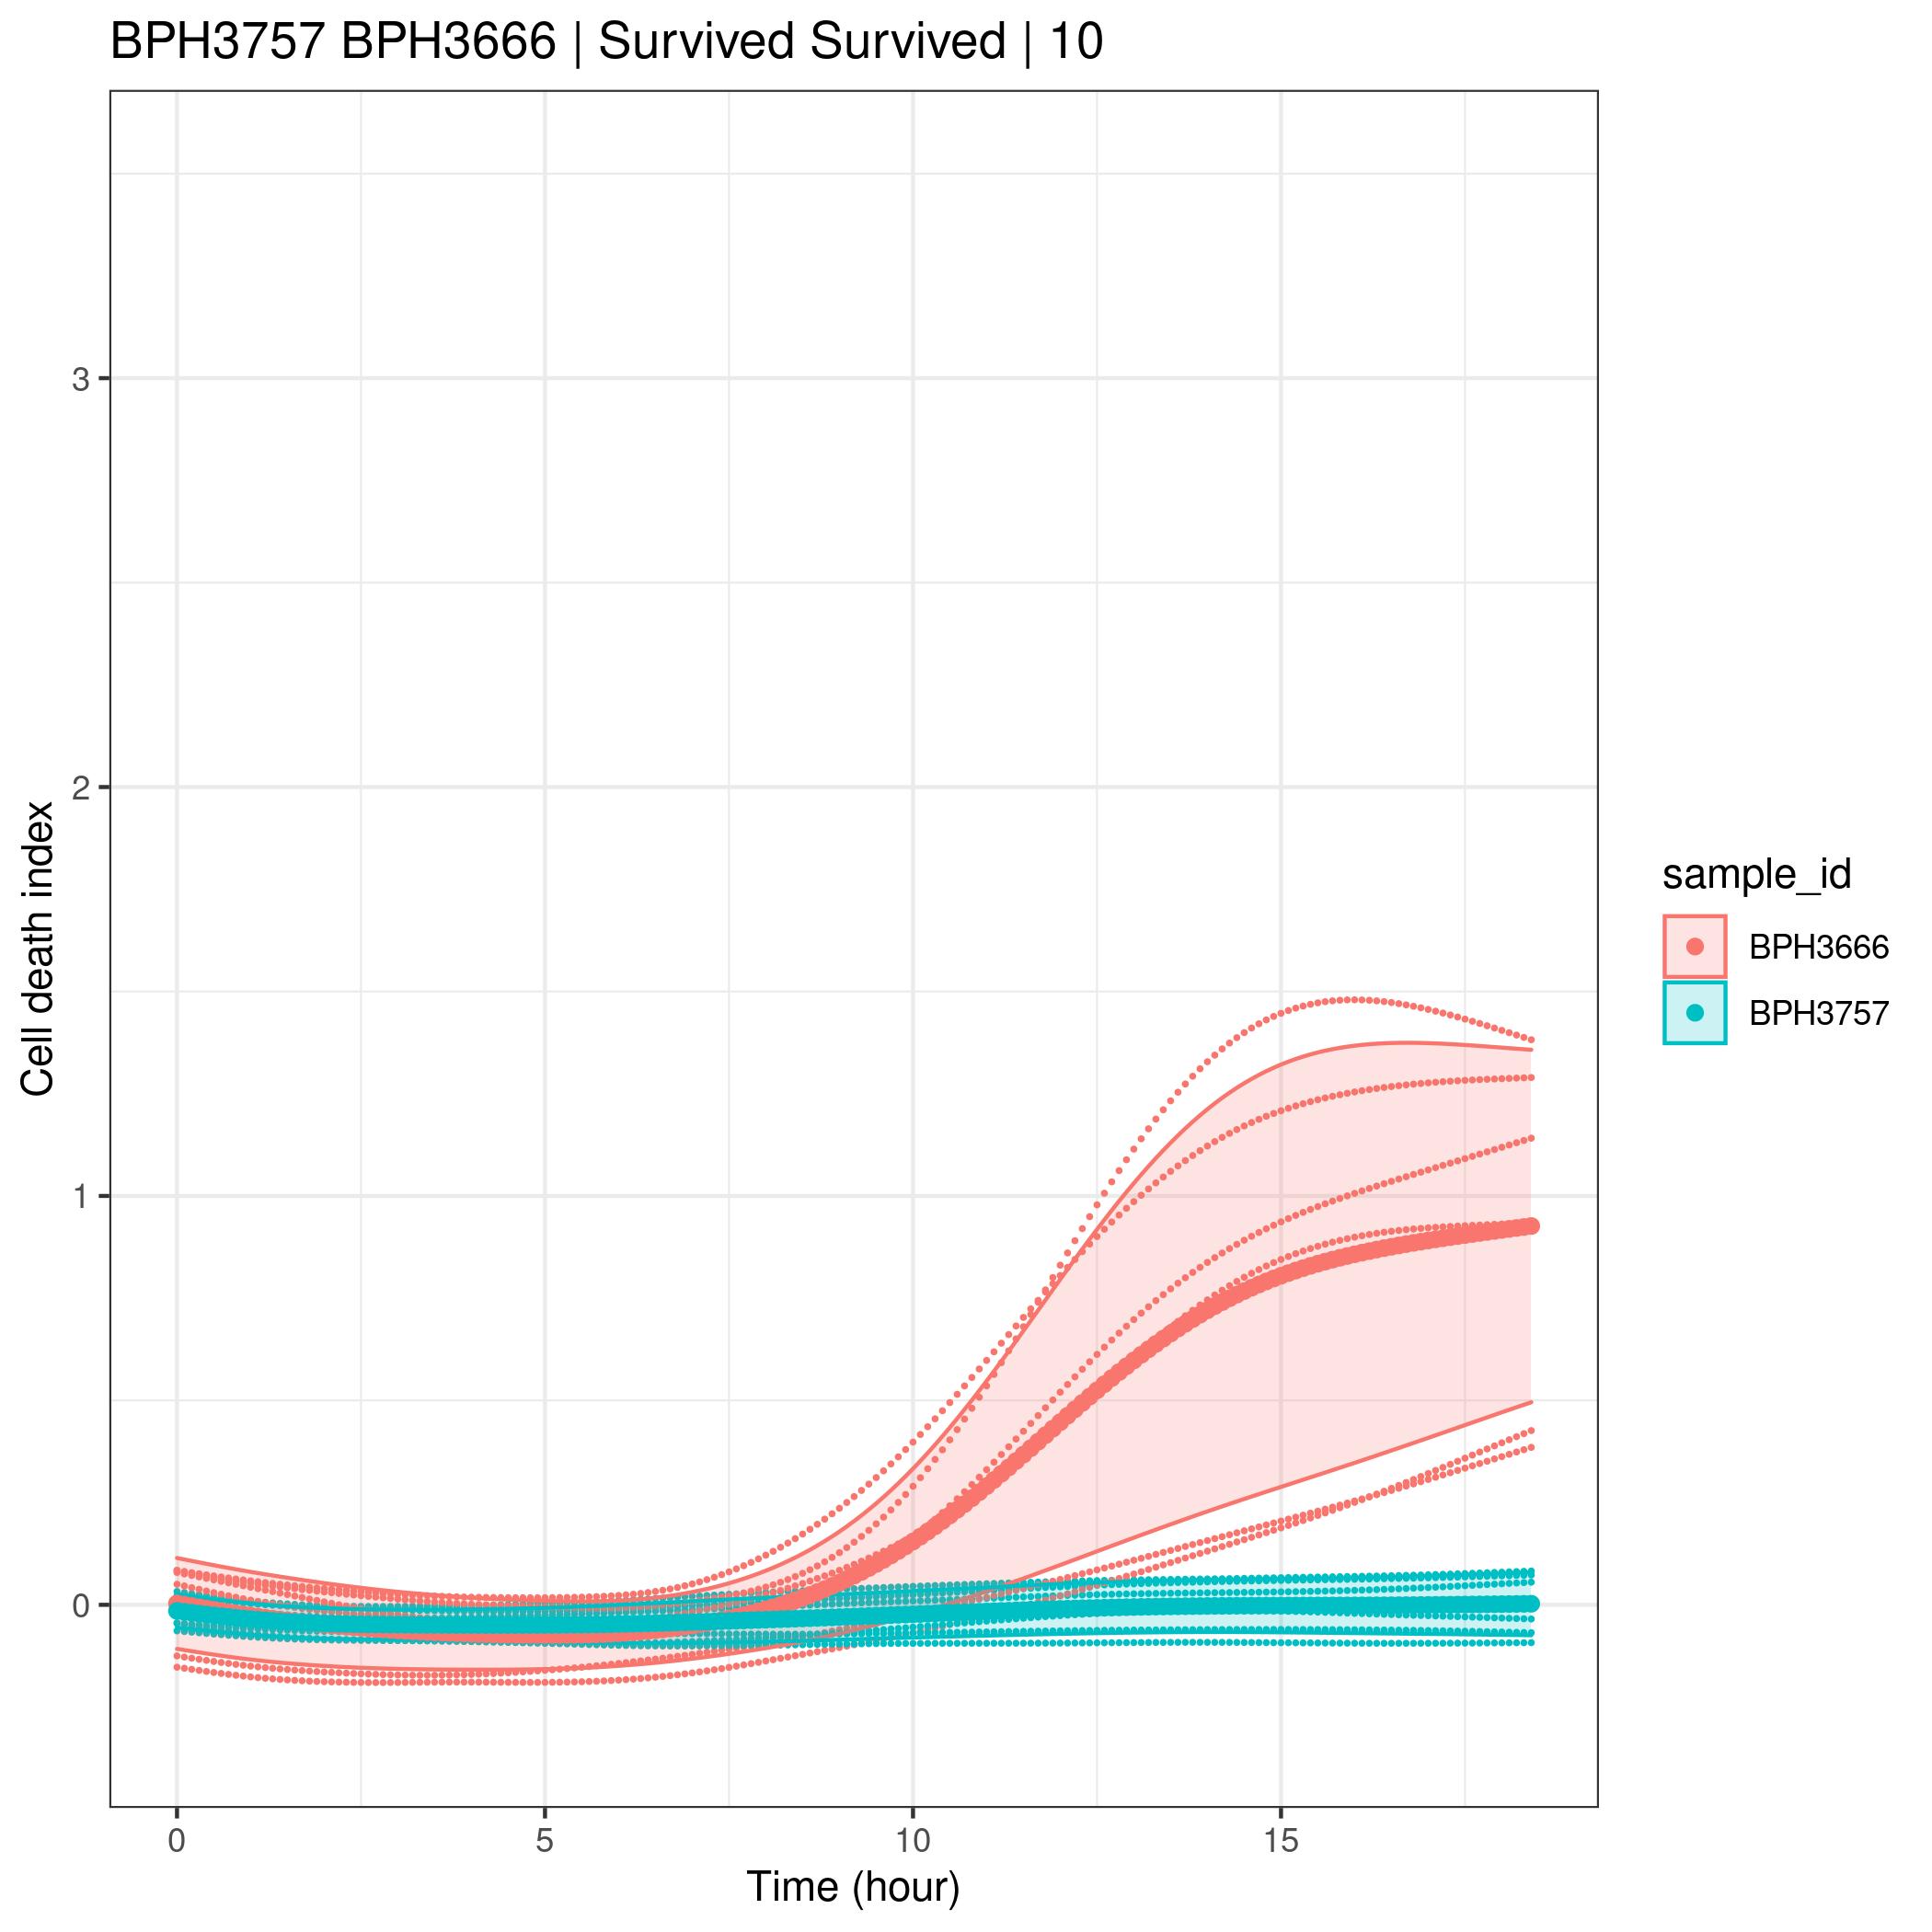 BPH3757 BPH3666 | Survived Survived | 10
Cell death index
3
2
1
0
0 5 10 15
Time (hour)
sample_id
BPH3666
BPH3757